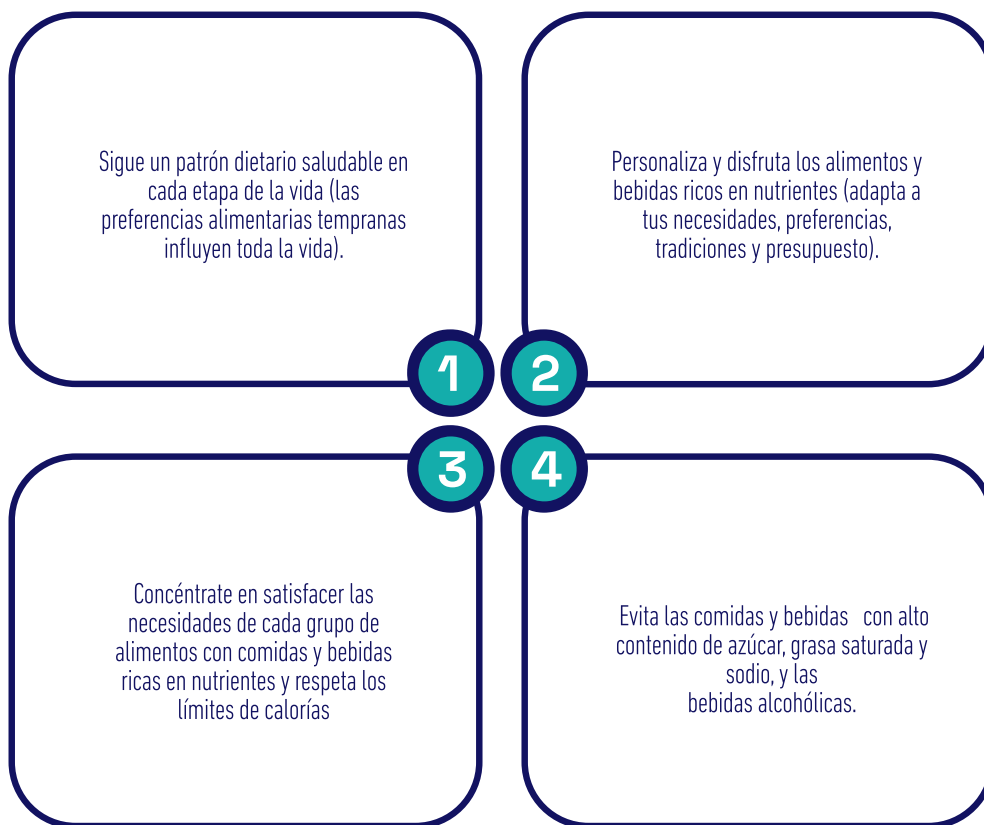 Sigue un patrón dietario saludable en
cada etapa de la vida (las
preferencias alimentarias tempranas
influyen toda la vida).
1
Personaliza y disfruta los alimentos y
bebidas ricos en nutrientes (adapta a
tus necesidades, preferencias,
tradiciones y presupuesto).
2
3
Concéntrate en satisfacer las
necesidades de cada grupo de
alimentos con comidas y bebidas
ricas en nutrientes y respeta los
límites de calorías
4
Evita las comidas y bebidas   con alto
contenido de azúcar, grasa saturada y
sodio, y las
bebidas alcohólicas.